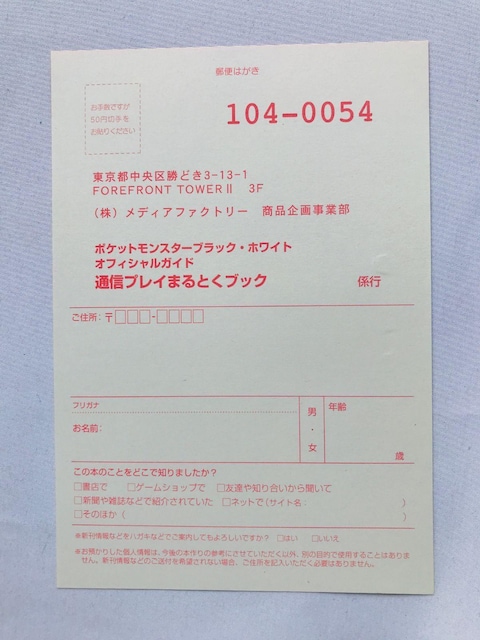 郵便はがき
お手数ですが
50円切手を
お貼りください
104-0054
東京都中央区勝どき3-13-1
FOREFRONT TOWERⅡ 3F
(株)メディアファクトリー 商品企画事業部
ポケットモンスターブラック・ホワイト
オフィシャルガイド
通信プレイまるとくブック 係行
ご住所:〒□□□-□□□□
フリガナ
お名前:
男・女
年齢
歳
この本のことをどこで知りましたか?
□書店で □ゲームショップで □友達や知り合いから聞いて
□新聞や雑誌などで紹介されていた □ネットで(サイト名: )
□そのほか( )
※新刊情報などをハガキなどでご案内してもよろしいですか? □はい □いいえ
※お預かりした個人情報は、今後の本作りの参考にさせていただく以外、別の目的で使用することはありま
せん。新刊情報などのご送付を希望されない場合、ご住所を記入いただく必要はありません。